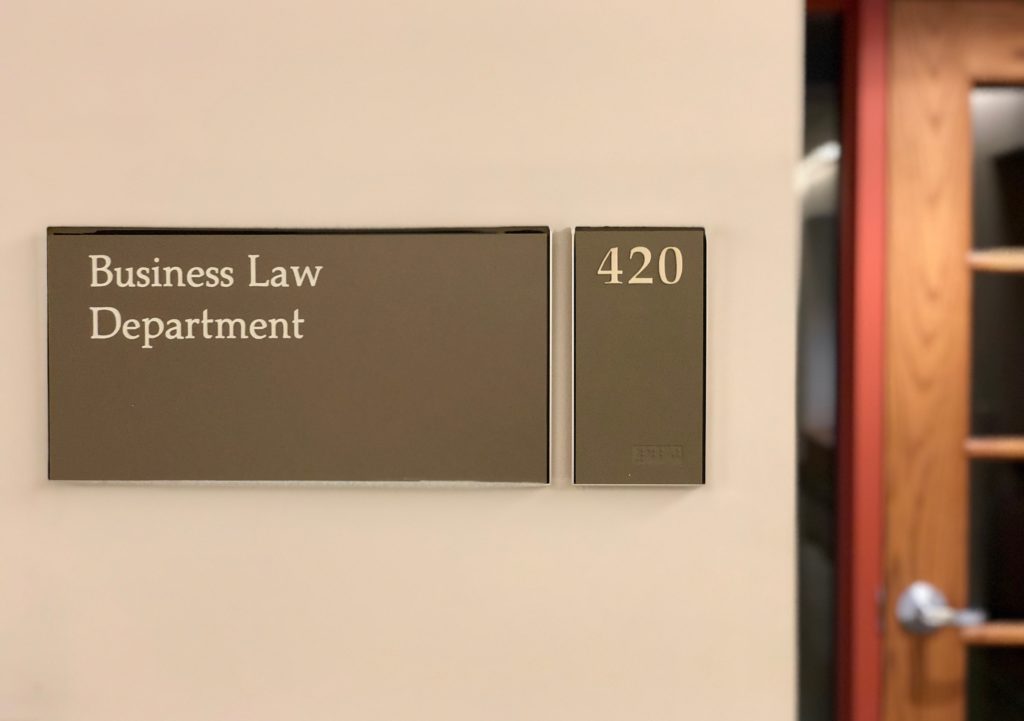 Business Law
Department
420